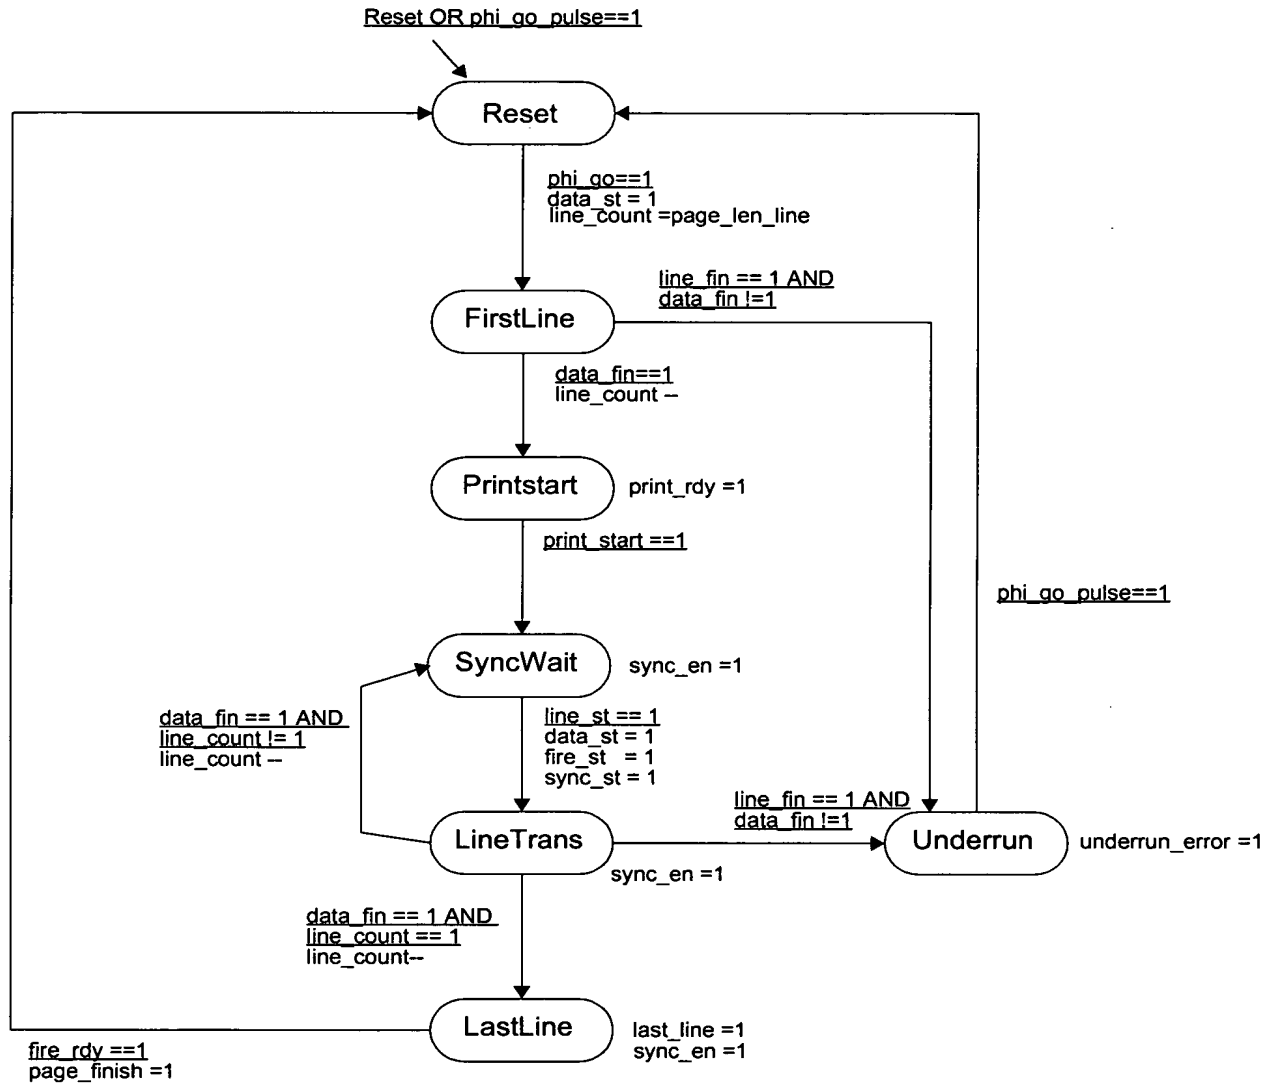 Reset OR phi_go_pulse==1
Reset
phi_go==1
data_st = 1
line_count =page_len_line
line_fin == 1 AND
data_fin !=1
FirstLine
data_fin==1
line_count --
Printstart
print_rdy =1
print_start ==1
phi_go_pulse==1
SyncWait
sync_en =1
data_fin == 1 AND
line_count != 1
line_count --
line_st == 1
data_st = 1
fire_st = 1
sync_st = 1
line_fin == 1 AND
data_fin !=1
LineTrans
sync_en =1
Underrun
underrun_error =1
data_fin == 1 AND
line_count == 1
line_count--
LastLine
last_line =1
sync_en =1
fire_rdy ==1
page_finish =1